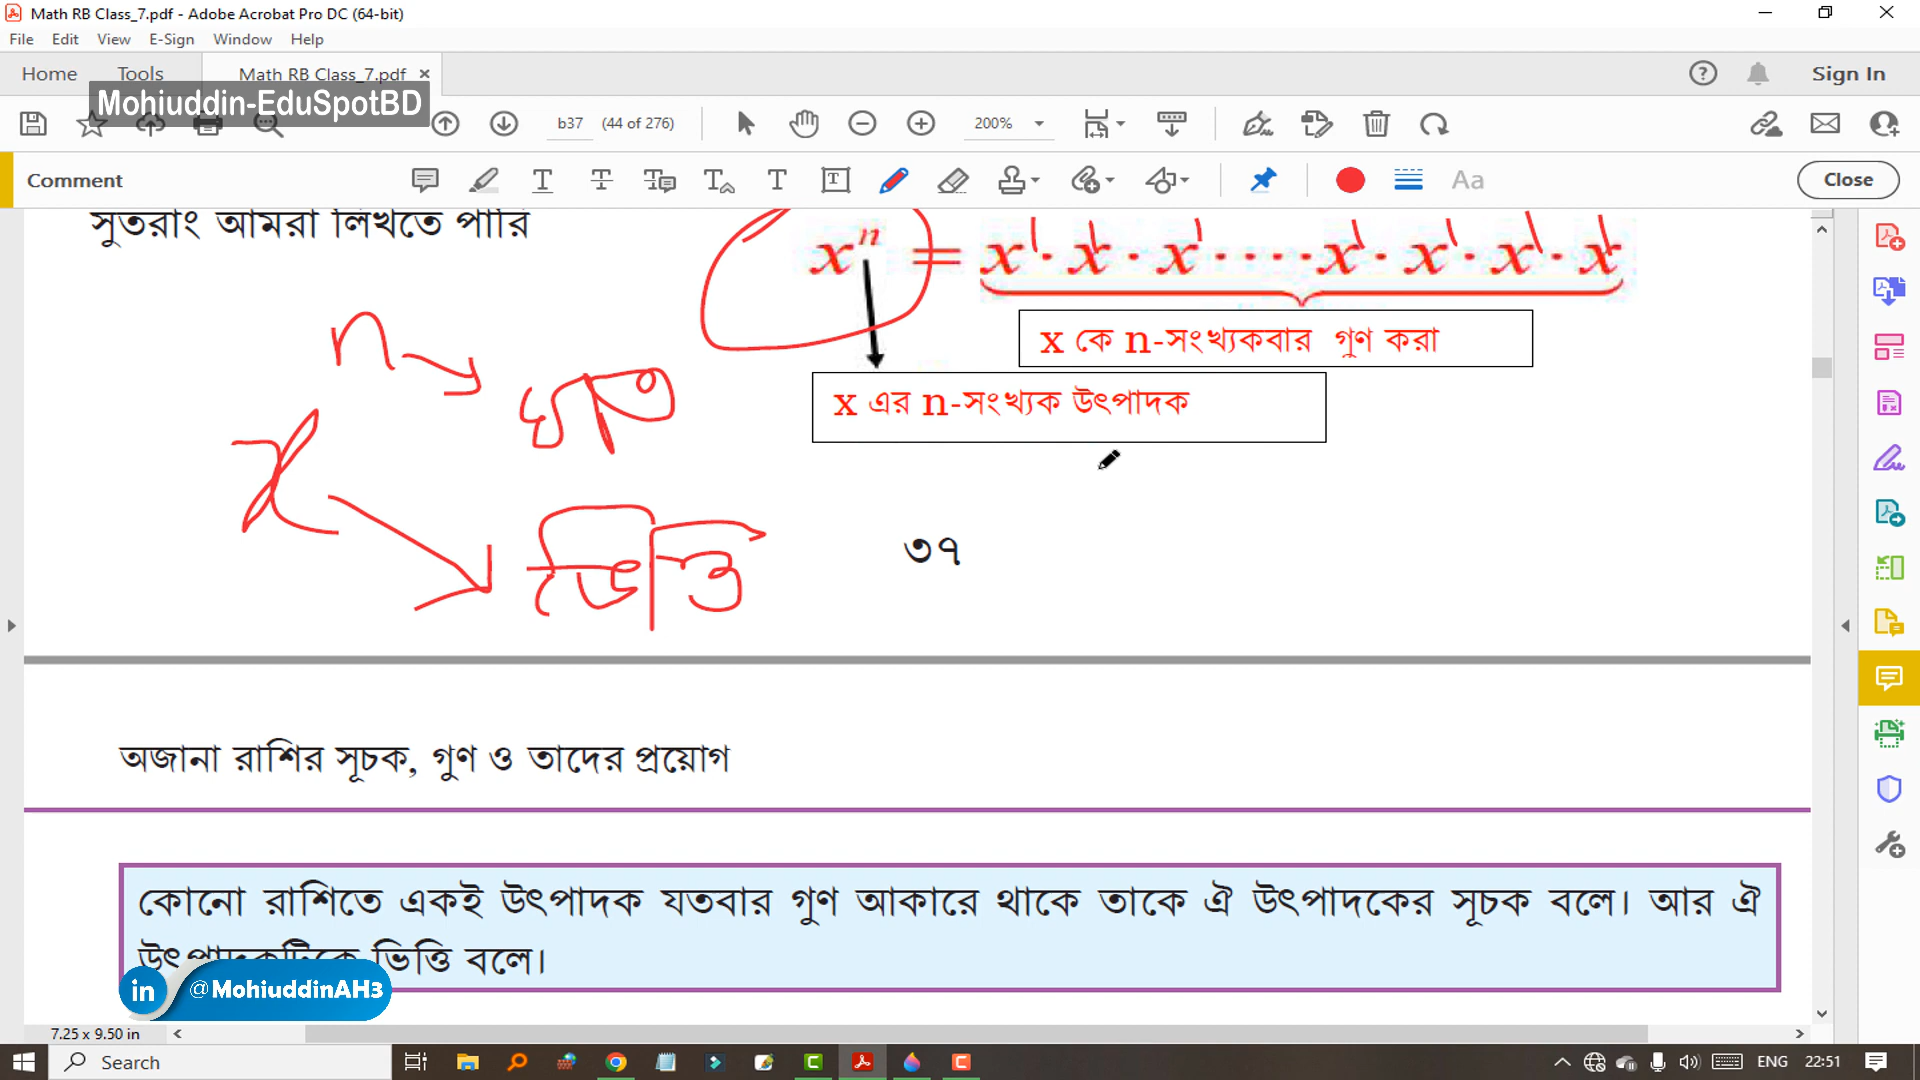 Math RB Class_7.pdf - Adobe Acrobat Pro DC (64-bit)
File Edit View E-Sign Window Help
Home Tools Math RB Class_7.pdf × Sign In
Mohiuddin-EduSpotBD
b37 (44 of 276) 200%
Comment Aa Close
সুতরাং আমরা লিখতে পারি
xⁿ = x · x · x · · · · · x · x · x · x
n
x কে n-সংখ্যকবার গুণ করা
ঘাত
x এর n-সংখ্যক উৎপাদক
x
ভিত্তি
৩৭
অজানা রাশির সূচক, গুণ ও তাদের প্রয়োগ
কোনো রাশিতে একই উৎপাদক যতবার গুণ আকারে থাকে তাকে ঐ উৎপাদকের সূচক বলে। আর ঐ
উৎপাদকটিকে ভিত্তি বলে।
in @MohiuddinAH3
7.25 x 9.50 in
Search ENG 22:51